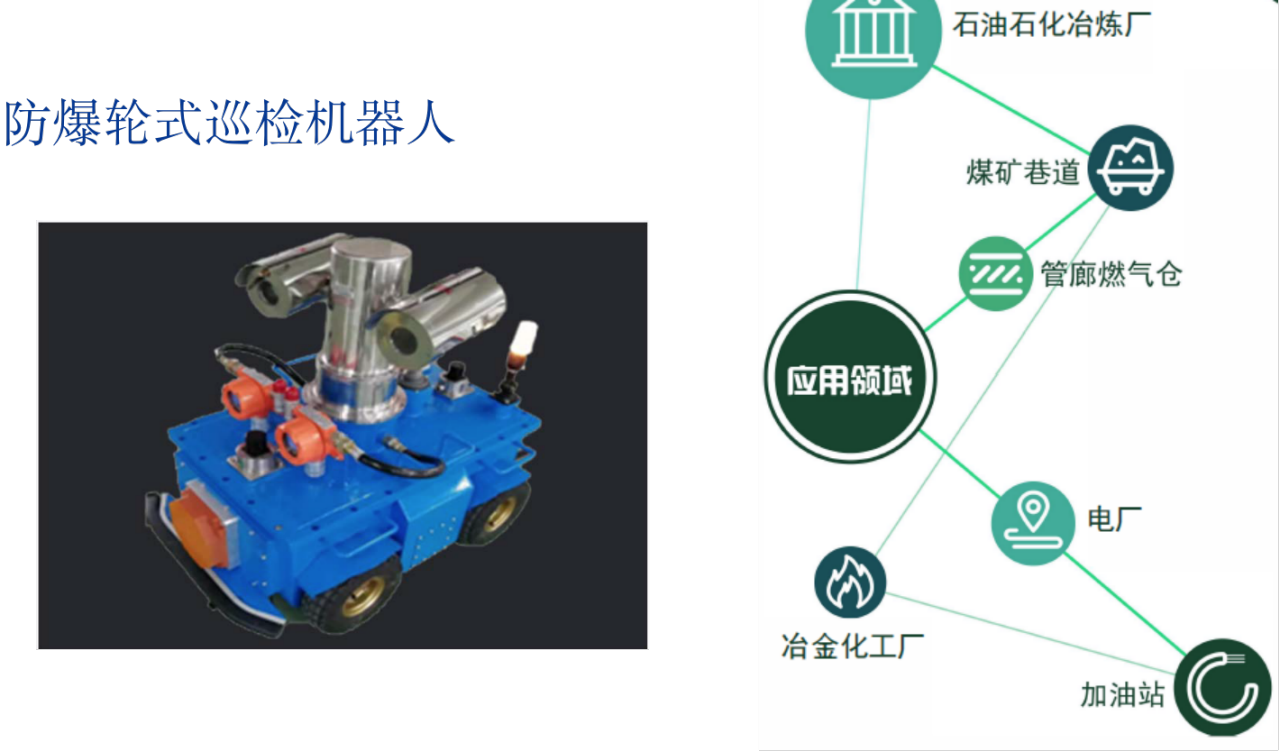 防爆轮式巡检机器人
石油石化冶炼厂
煤矿巷道
管廊燃气仓
应用领域
电厂
冶金化工厂
加油站